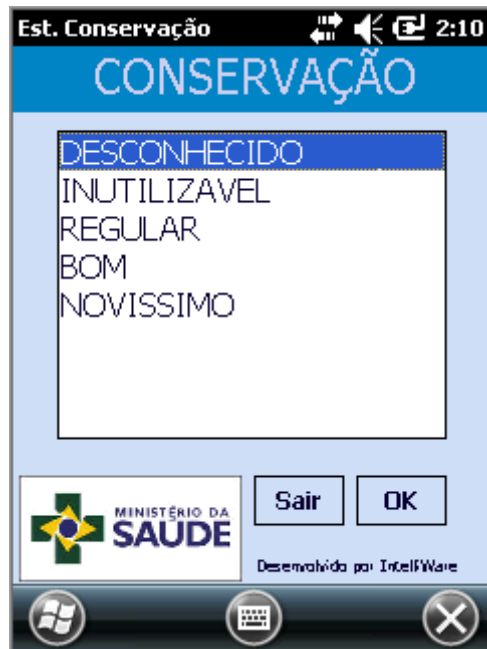 Est. Conservação 2:10
CONSERVAÇÃO
DESCONHECIDO
INUTILIZAVEL
REGULAR
BOM
NOVISSIMO
MINISTÉRIO DA
SAÚDE
Sair OK
Desenvolvido por IntelliWare